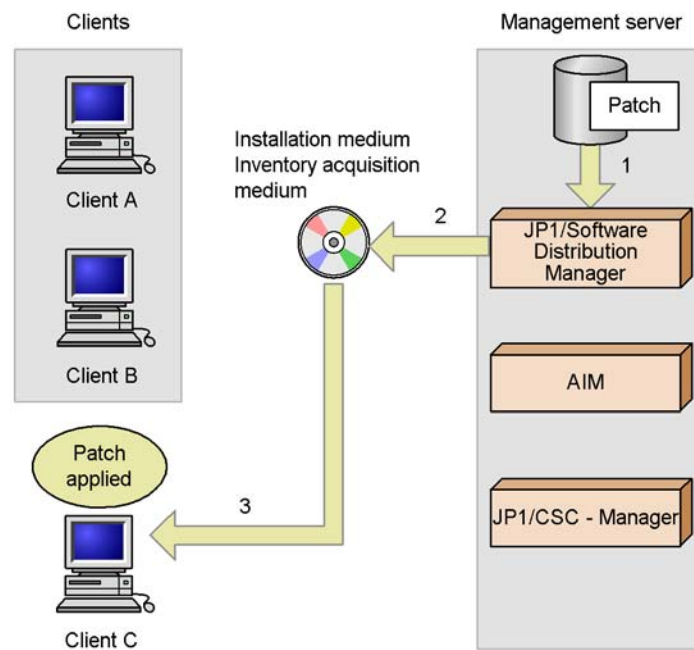 Clients
Management server
Patch
1
Installation medium
Inventory acquisition
medium
2
JP1/Software
Distribution
Manager
Client A
Client B
AIM
Patch
applied
3
JP1/CSC - Manager
Client C